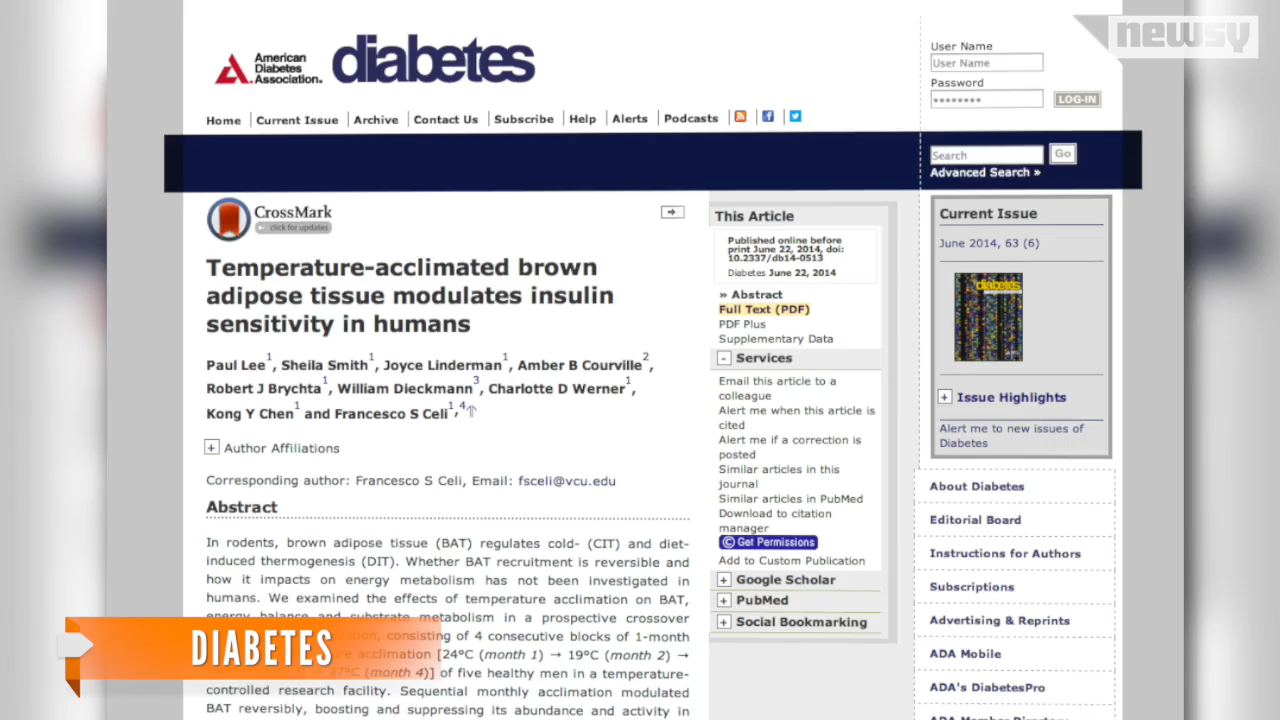 newsy
American
Diabetes
Association.
diabetes
User Name
User Name
Password
LOG-IN
Home
Current Issue
Archive
Contact Us
Subscribe
Help
Alerts
Podcasts
Search
Go
Advanced Search »
CrossMark
click for updates
Temperature-acclimated brown
adipose tissue modulates insulin
sensitivity in humans
Paul Lee1, Sheila Smith1, Joyce Linderman1, Amber B Courville2,
Robert J Brychta1, William Dieckmann3, Charlotte D Werner1,
Kong Y Chen1 and Francesco S Celi1,4
+ Author Affiliations
Corresponding author: Francesco S Celi, Email: fsceli@vcu.edu
Abstract
In rodents, brown adipose tissue (BAT) regulates cold- (CIT) and diet-
induced thermogenesis (DIT). Whether BAT recruitment is reversible and
how it impacts on energy metabolism has not been investigated in
humans. We examined the effects of temperature acclimation on BAT,
energy balance and substrate metabolism in a prospective crossover
consisting of 4 consecutive blocks of 1-month
acclimation [24°C (month 1) → 19°C (month 2) →
27°C (month 4)] of five healthy men in a temperature-
controlled research facility. Sequential monthly acclimation modulated
BAT reversibly, boosting and suppressing its abundance and activity in
This Article
Published online before
print June 22, 2014, doi:
10.2337/db14-0513
Diabetes June 22, 2014
» Abstract
Full Text (PDF)
PDF Plus
Supplementary Data
- Services
Email this article to a
colleague
Alert me when this article is
cited
Alert me if a correction is
posted
Similar articles in this
journal
Similar articles in PubMed
Download to citation
manager
© Get Permissions
Add to Custom Publication
+ Google Scholar
+ PubMed
+ Social Bookmarking
Current Issue
June 2014, 63 (6)
diabetes
+ Issue Highlights
Alert me to new issues of
Diabetes
About Diabetes
Editorial Board
Instructions for Authors
Subscriptions
Advertising & Reprints
ADA Mobile
ADA's DiabetesPro
ADA Member Directory
DIABETES